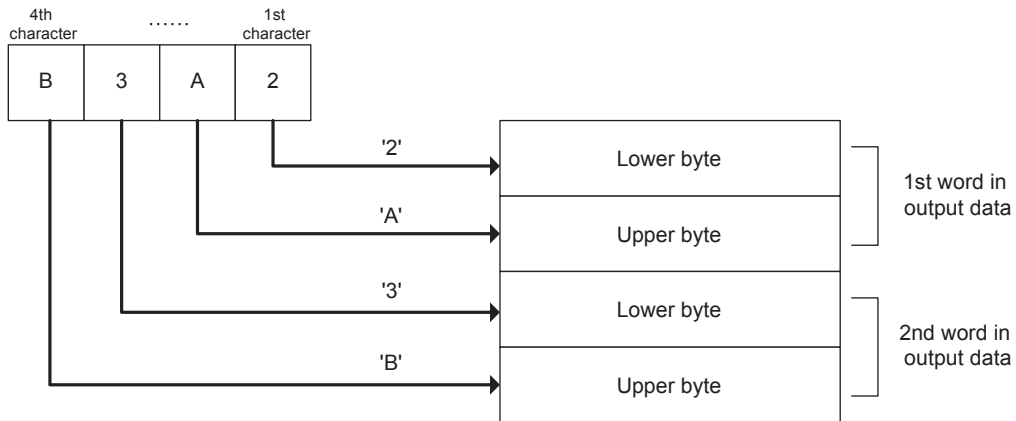 4th
character
......
1st
character
B 3 A 2
'2'
Lower byte
1st word in
output data
'A'
Upper byte
'3'
Lower byte
2nd word in
output data
'B'
Upper byte